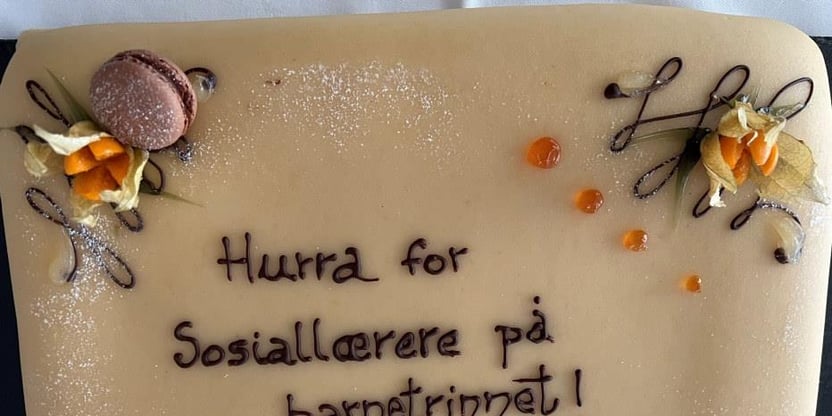 Hurra for
Sosiallærere på
barnetrinnet!